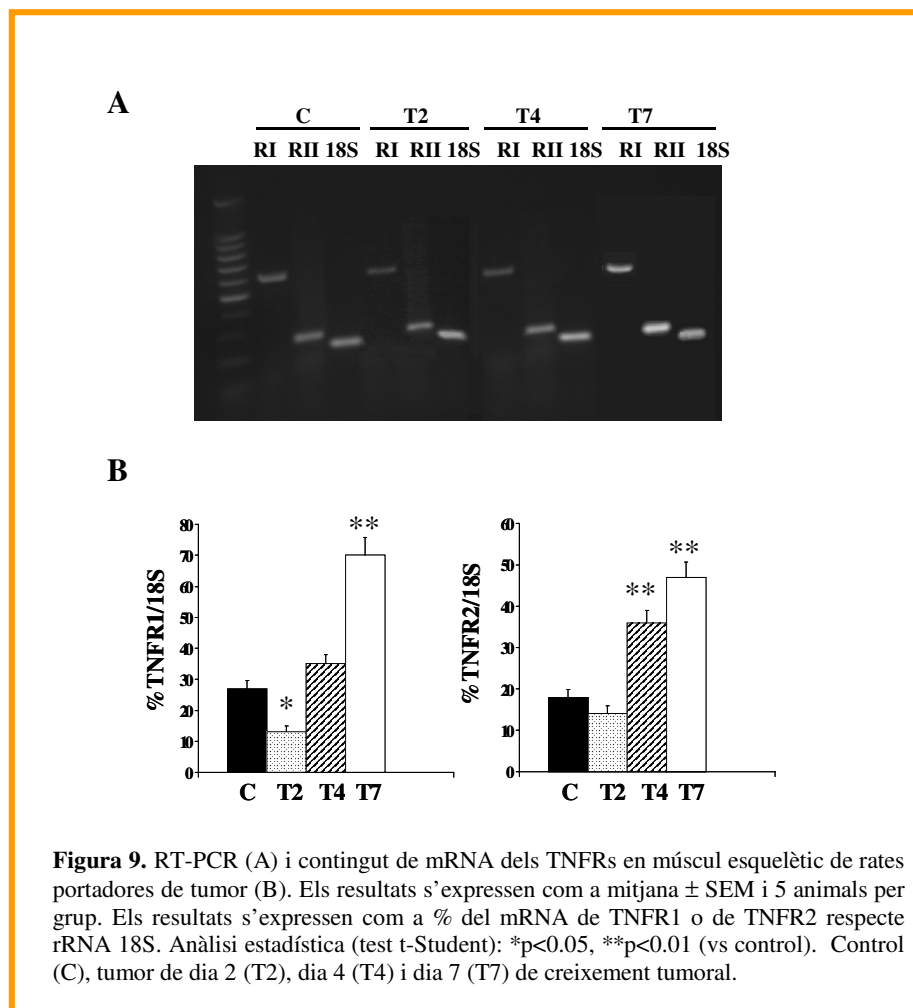 A
C T2 T4 T7
RI RII 18S RI RII 18S RI RII 18S RI RII 18S
B
%TNFR1/18S
80
70
60
50
40
30
20
10
0
*
**
C T2 T4 T7
%TNFR2/18S
60
50
40
30
20
10
0
**
**
C T2 T4 T7
Figura 9. RT-PCR (A) i contingut de mRNA dels TNFRs en múscul esquelètic de rates
portadores de tumor (B). Els resultats s’expressen com a mitjana ± SEM i 5 animals per
grup. Els resultats s’expressen com a % del mRNA de TNFR1 o de TNFR2 respecte
rRNA 18S. Anàlisi estadística (test t-Student): *p<0.05, **p<0.01 (vs control). Control
(C), tumor de dia 2 (T2), dia 4 (T4) i dia 7 (T7) de creixement tumoral.